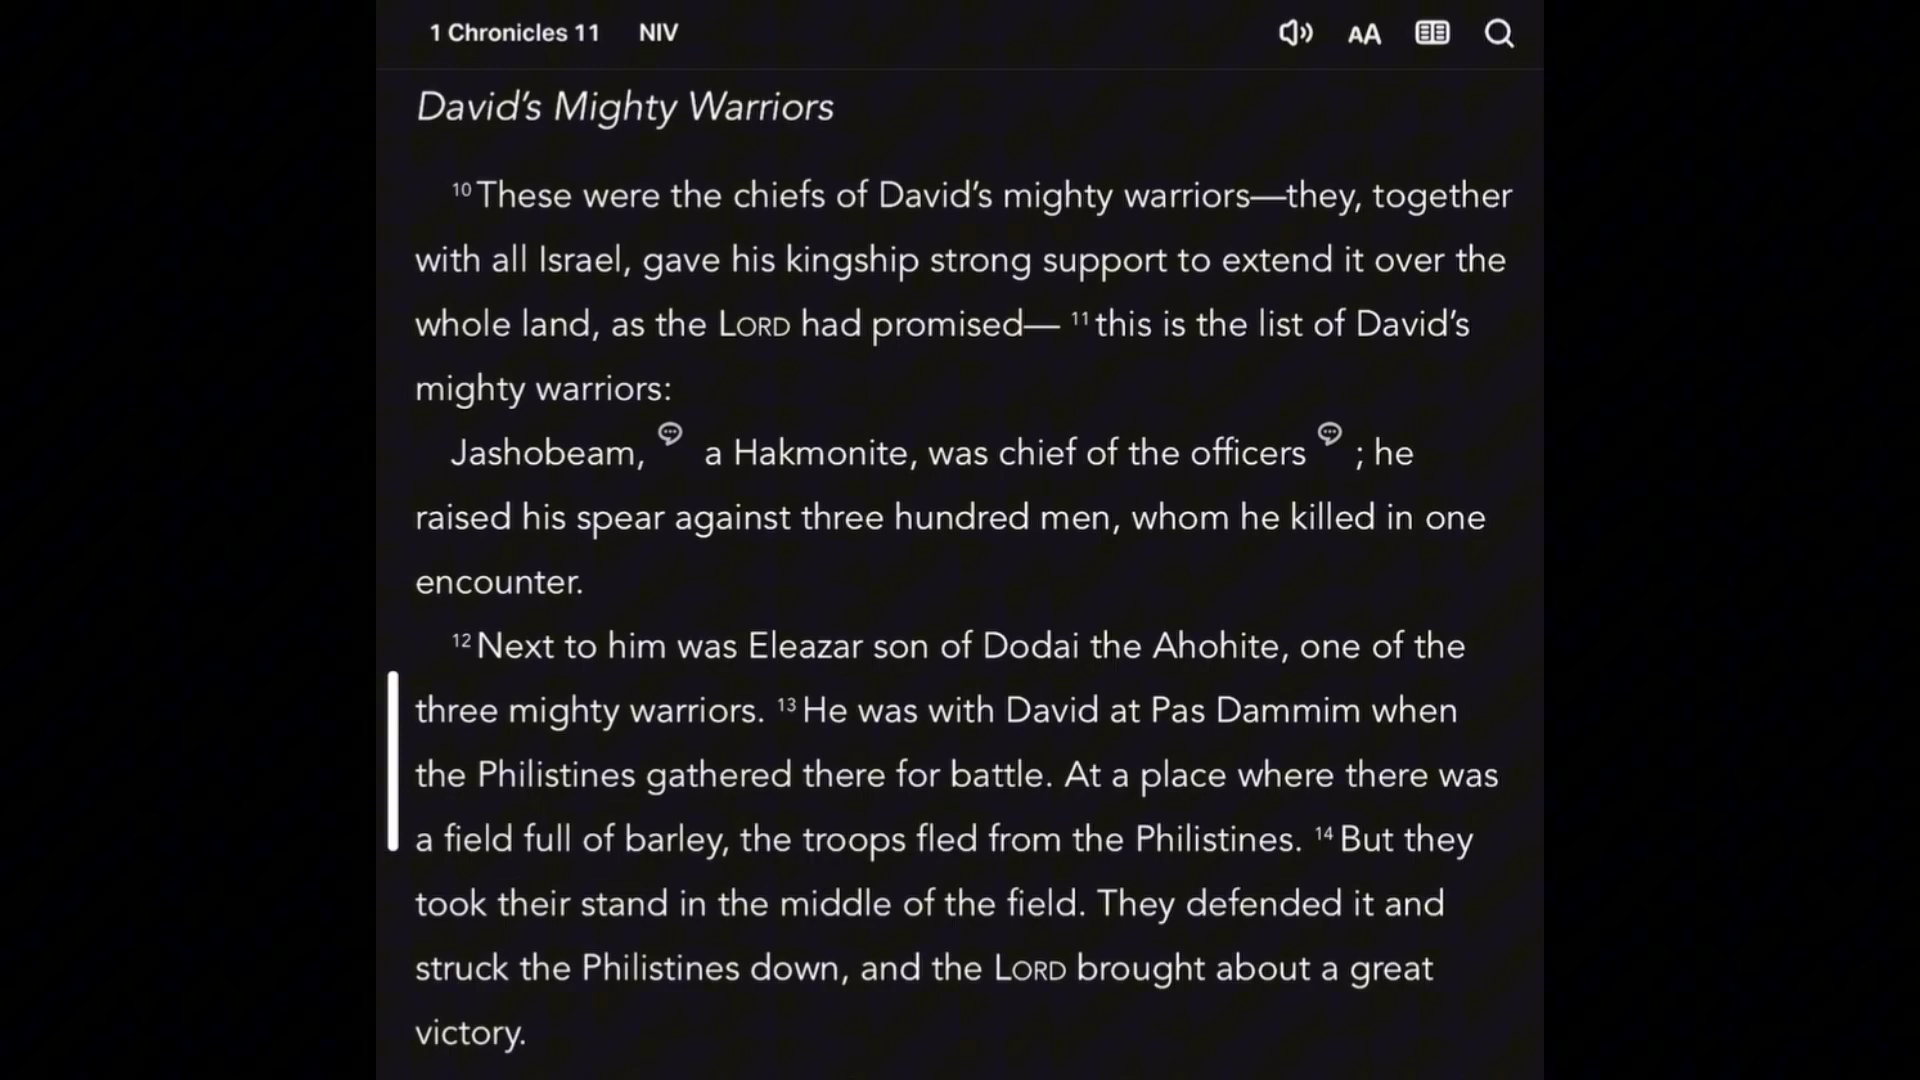 1 Chronicles 11 NIV AA
David's Mighty Warriors
10 These were the chiefs of David's mighty warriors—they, together
with all Israel, gave his kingship strong support to extend it over the
whole land, as the LORD had promised— 11 this is the list of David's
mighty warriors:
Jashobeam, a Hakmonite, was chief of the officers ; he
raised his spear against three hundred men, whom he killed in one
encounter.
12 Next to him was Eleazar son of Dodai the Ahohite, one of the
three mighty warriors. 13 He was with David at Pas Dammim when
the Philistines gathered there for battle. At a place where there was
a field full of barley, the troops fled from the Philistines. 14 But they
took their stand in the middle of the field. They defended it and
struck the Philistines down, and the LORD brought about a great
victory.